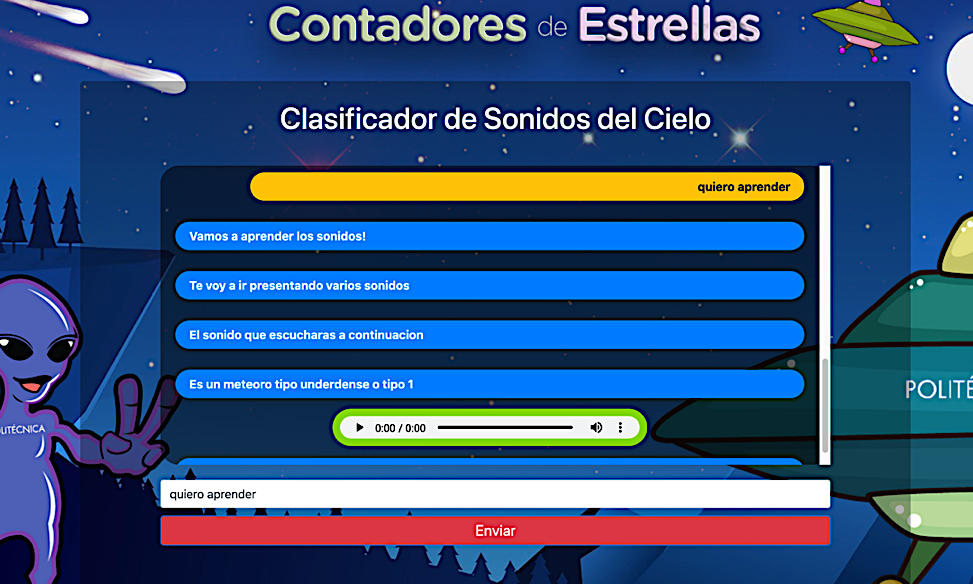 Contadores de Estrellas
Clasificador de Sonidos del Cielo
quiero aprender
Vamos a aprender los sonidos!
Te voy a ir presentando varios sonidos
El sonido que escucharas a continuacion
Es un meteoro tipo underdense o tipo 1
0:00 / 0:00
quiero aprender
Enviar